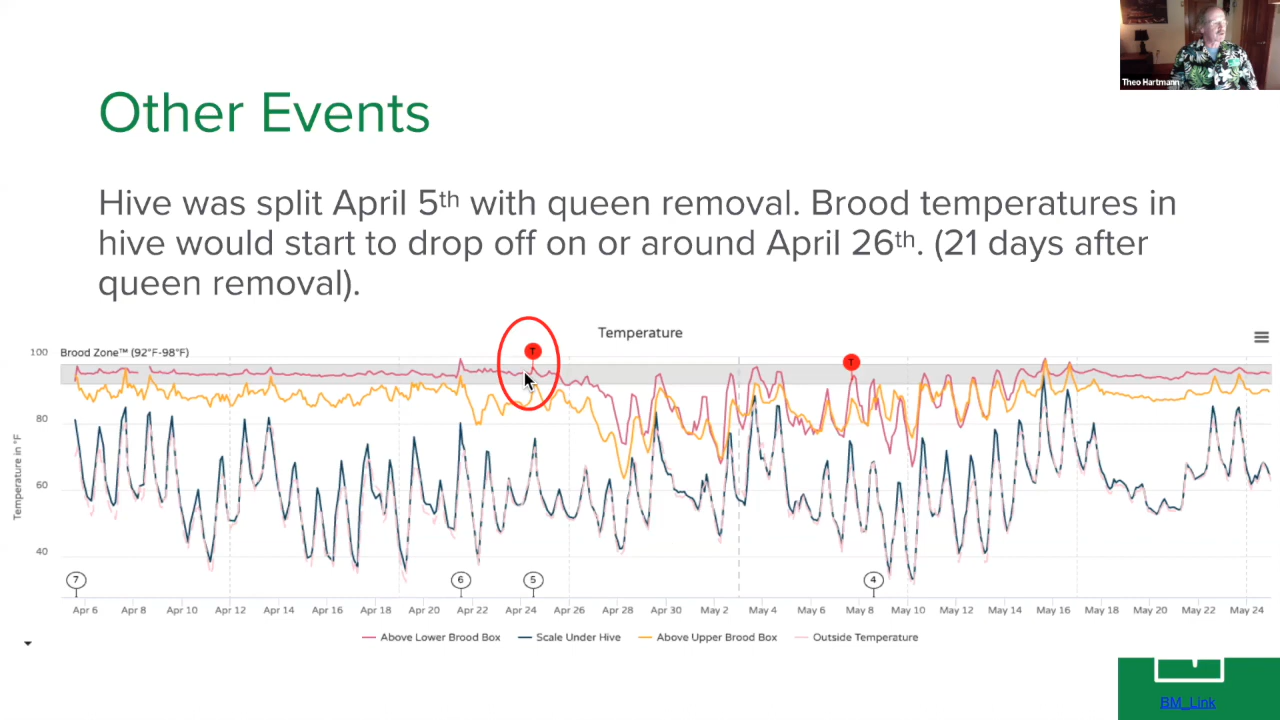 Theo Hartmann
Other Events
Hive was split April 5th with queen removal. Brood temperatures in
hive would start to drop off on or around April 26th. (21 days after
queen removal).
Temperature
Brood Zone™ (92°F-98°F)
100
80
60
40
Temperature in °F
T
T
7
6
5
4
Apr 6 Apr 8 Apr 10 Apr 12 Apr 14 Apr 16 Apr 18 Apr 20 Apr 22 Apr 24 Apr 26 Apr 28 Apr 30 May 2 May 4 May 6 May 8 May 10 May 12 May 14 May 16 May 18 May 20 May 22 May 24
Above Lower Brood Box Scale Under Hive Above Upper Brood Box Outside Temperature
BM_Link